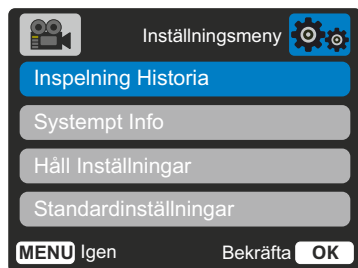 Inställningsmeny
Inspelning Historia
Systempt Info
Håll Inställningar
Standardinställningar
MENU Igen Bekräfta OK